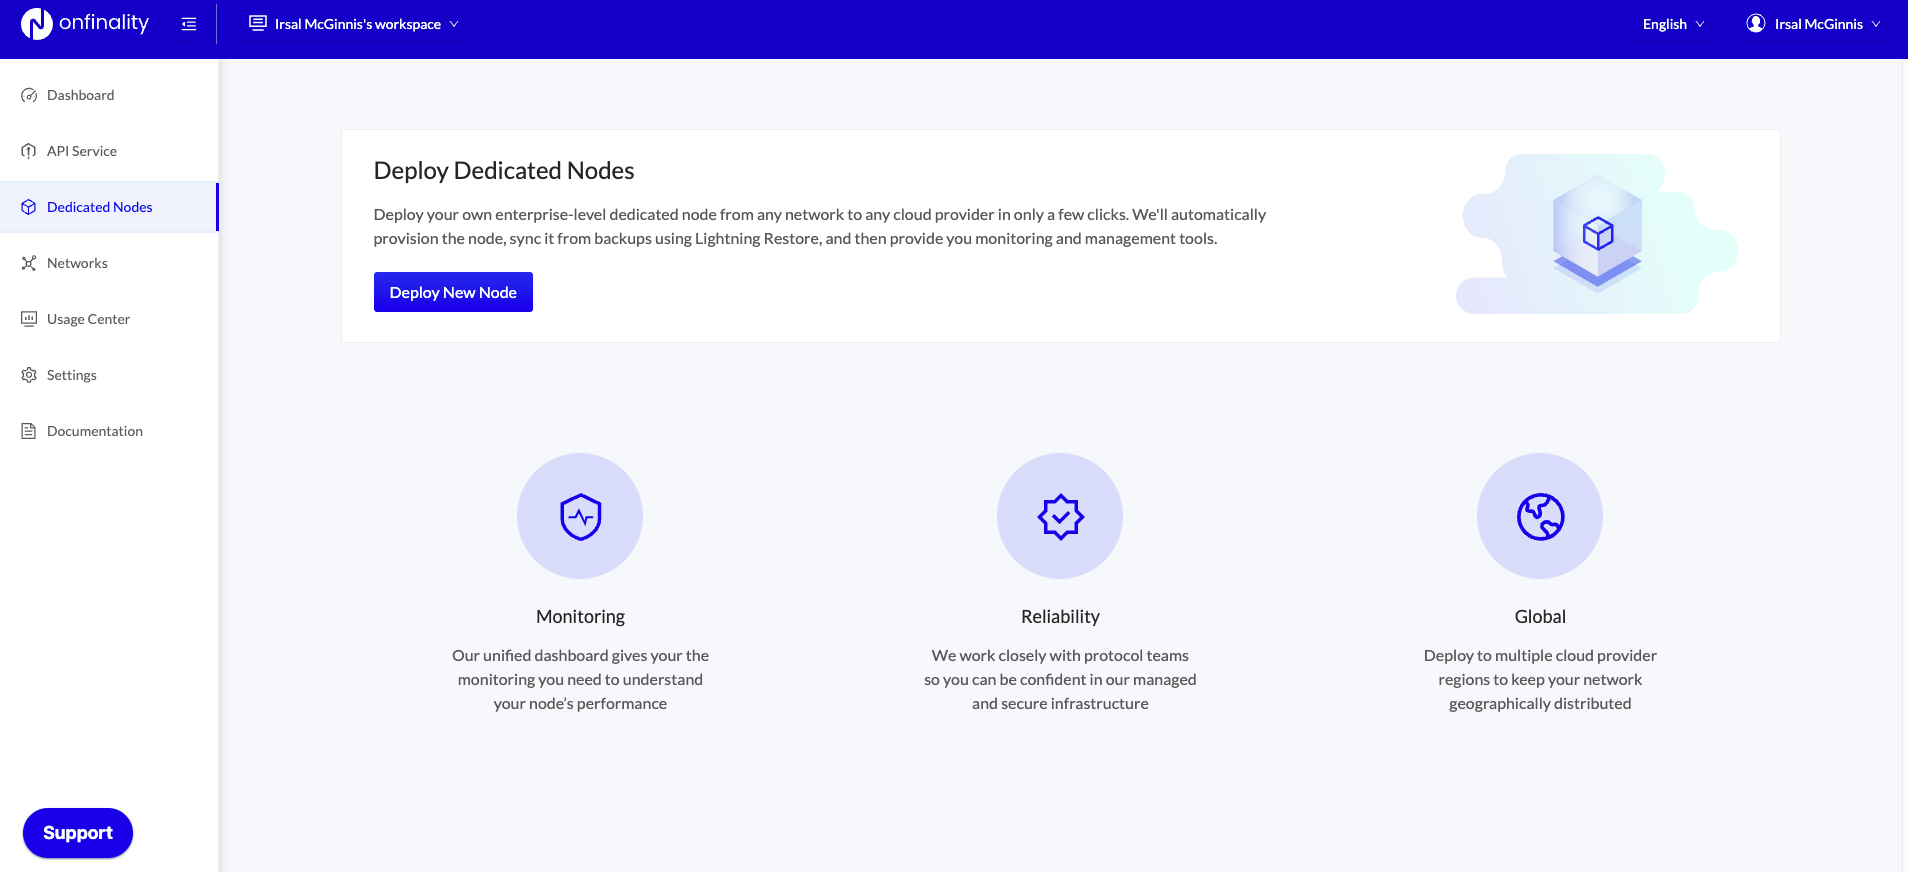 onfinality
Irsal McGinnis's workspace
English
Irsal McGinnis
Dashboard
API Service
Dedicated Nodes
Networks
Usage Center
Settings
Documentation
Support
Deploy Dedicated Nodes
Deploy your own enterprise-level dedicated node from any network to any cloud provider in only a few clicks. We'll automatically
provision the node, sync it from backups using Lightning Restore, and then provide you monitoring and management tools.
Deploy New Node
Monitoring
Our unified dashboard gives your the
monitoring you need to understand
your node's performance
Reliability
We work closely with protocol teams
so you can be confident in our managed
and secure infrastructure
Global
Deploy to multiple cloud provider
regions to keep your network
geographically distributed